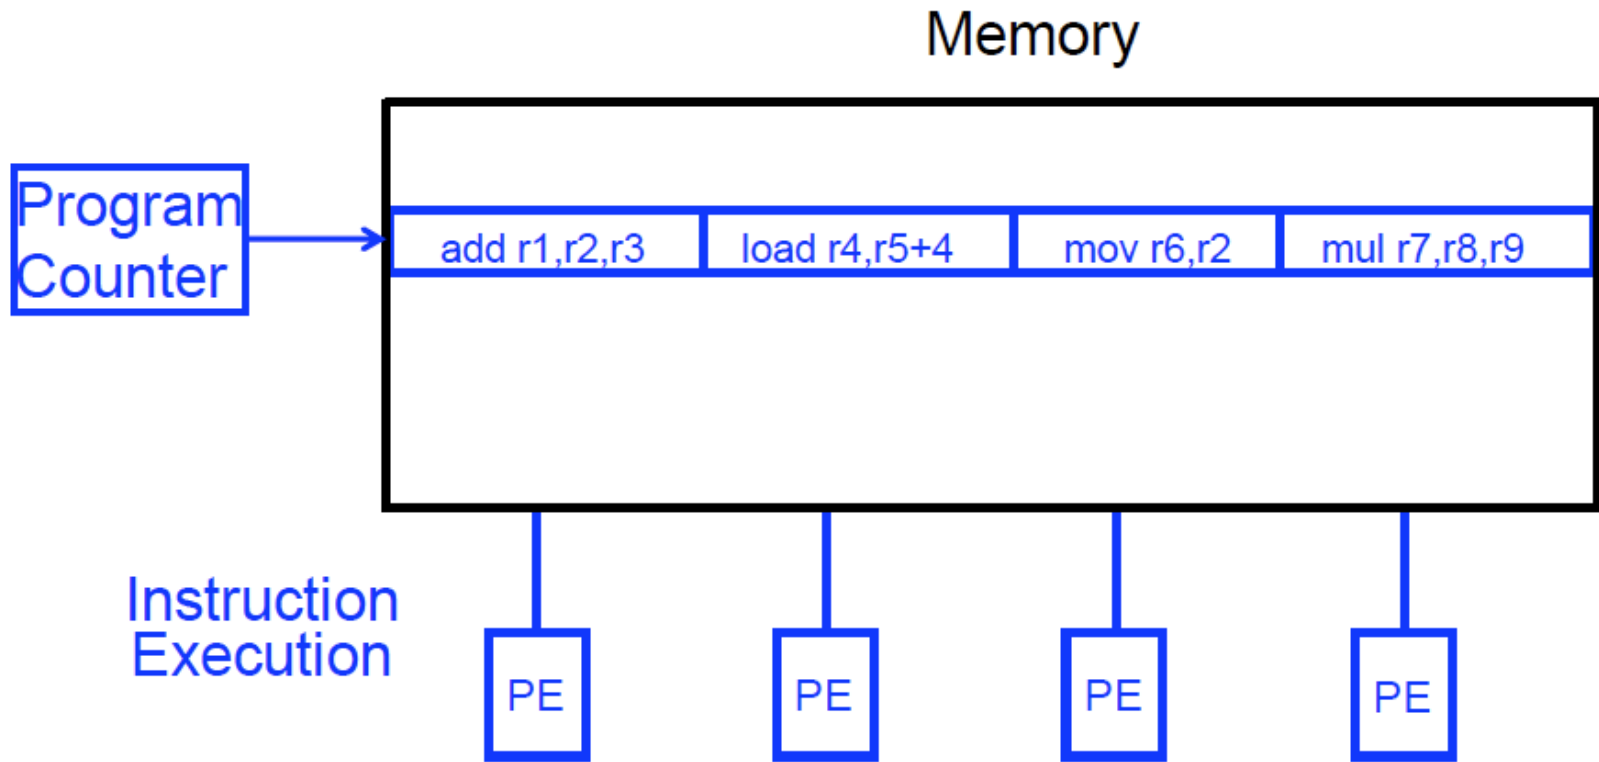 Memory
Program
Counter
add r1,r2,r3
load r4,r5+4
mov r6,r2
mul r7,r8,r9
Instruction
Execution
PE
PE
PE
PE